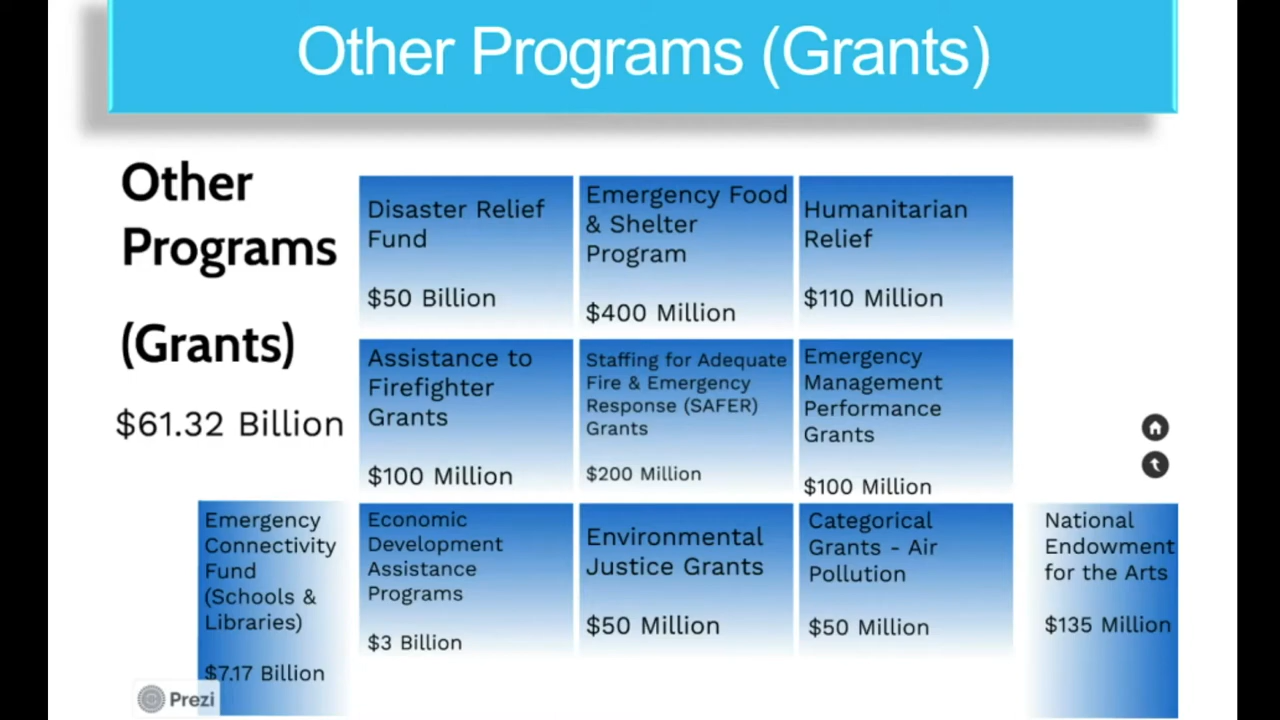 Other Programs (Grants)
Other
Programs
(Grants)
$61.32 Billion
Disaster Relief
Fund
$50 Billion
Emergency Food
& Shelter
Program
$400 Million
Humanitarian
Relief
$110 Million
Assistance to
Firefighter
Grants
$100 Million
Staffing for Adequate
Fire & Emergency
Response (SAFER)
Grants
$200 Million
Emergency
Management
Performance
Grants
$100 Million
Emergency
Connectivity
Fund
(Schools &
Libraries)
$7.17 Billion
Economic
Development
Assistance
Programs
$3 Billion
Environmental
Justice Grants
$50 Million
Categorical
Grants - Air
Pollution
$50 Million
National
Endowment
for the Arts
$135 Million
Prezi